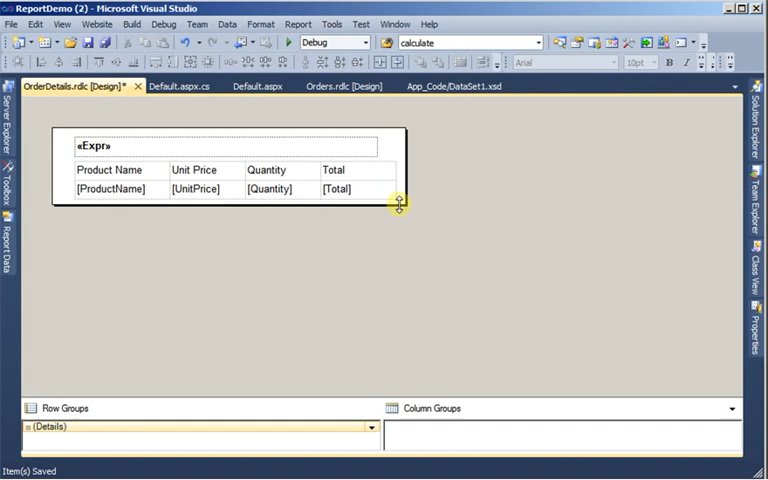 ReportDemo (2) - Microsoft Visual Studio
File Edit View Website Build Debug Team Data Format Report Tools Test Window Help
Debug calculate
Arial 10pt
OrderDetails.rdlc [Design]* Default.aspx.cs Default.aspx Orders.rdlc [Design] App_Code/DataSet1.xsd
Server Explorer
Toolbox
Report Data
Solution Explorer
Team Explorer
Class View
Properties
«Expr»
Product Name Unit Price Quantity Total
[ProductName] [UnitPrice] [Quantity] [Total]
Row Groups Column Groups
(Details)
Item(s) Saved